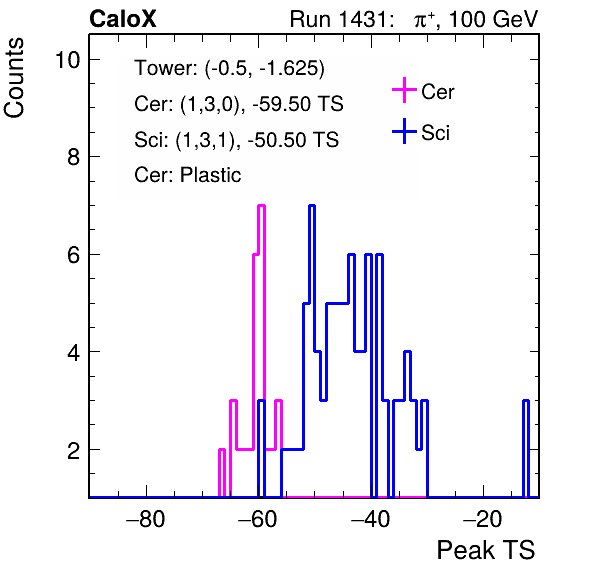 CaloX Run 1431: π⁺, 100 GeV
Counts
Tower: (-0.5, -1.625)
Cer: (1,3,0), -59.50 TS
Sci: (1,3,1), -50.50 TS
Cer: Plastic
Cer
Sci
10
8
6
4
2
−80 −60 −40 −20
Peak TS